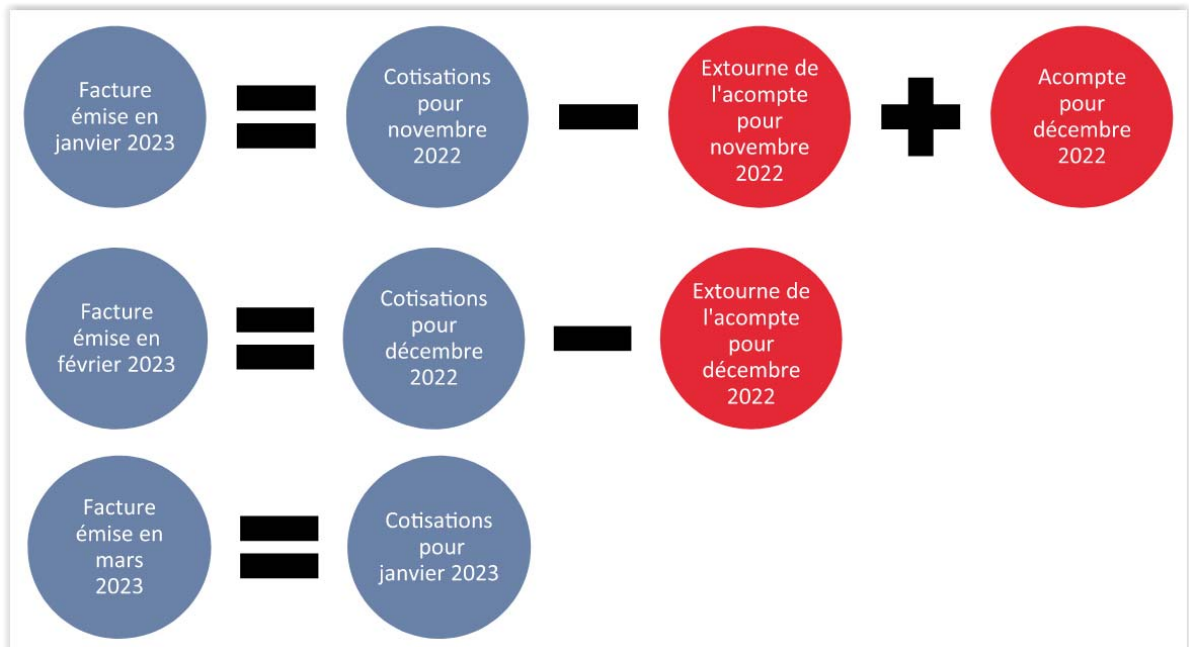 Facture
émise en
janvier 2023
Cotisations
pour
novembre
2022
Extourne de
l'acompte
pour
novembre
2022
Acompte
pour
décembre
2022
Facture
émise en
février 2023
Cotisations
pour
décembre
2022
Extourne de
l'acompte
pour
décembre
2022
Facture
émise en
mars
2023
Cotisations
pour
janvier 2023